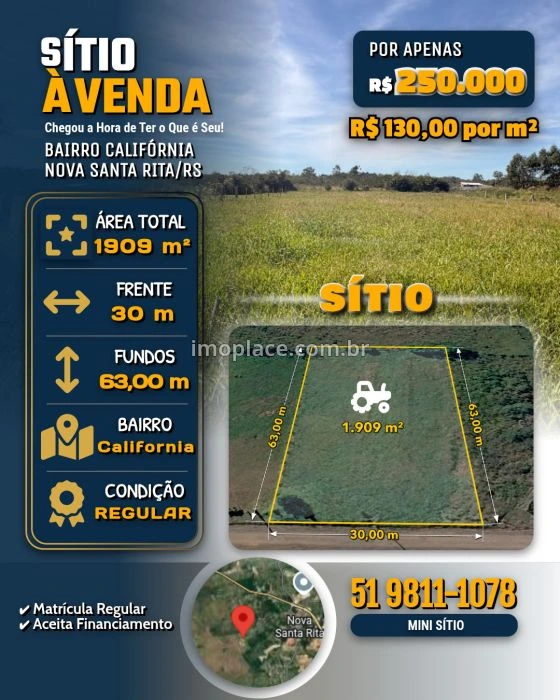 SÍTIO
À VENDA
Chegou a Hora de Ter o Que é Seu!
BAIRRO CALIFÓRNIA
NOVA SANTA RITA/RS
POR APENAS
R$ 250.000
R$ 130,00 por m²
ÁREA TOTAL
1909 m²
FRENTE
30 m
FUNDOS
63,00 m
BAIRRO
California
CONDIÇÃO
REGULAR
SÍTIO
imoplace.com.br
1.909 m²
63,00 m
63,00 m
30,00 m
✔ Matrícula Regular
✔ Aceita Financiamento
Nova
Santa Rita
51 9811-1078
MINI SÍTIO